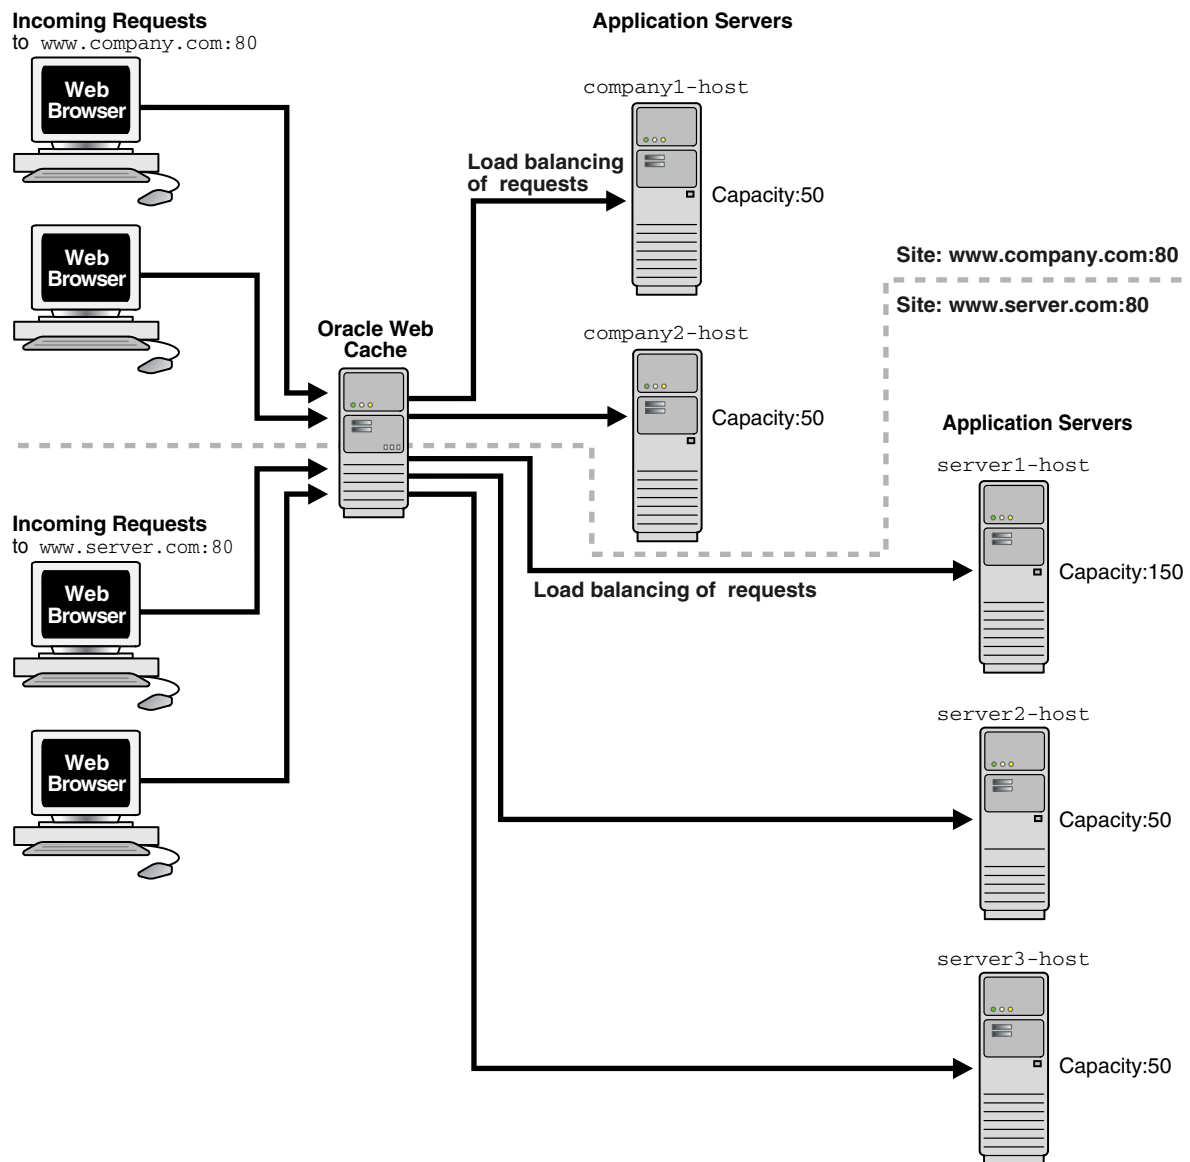 Incoming Requests
to www.company.com:80
Web
Browser
Web
Browser
Application Servers
company1-host
Load balancing
of requests
Capacity:50
Site: www.company.com:80
Site: www.server.com:80
Oracle Web
Cache
company2-host
Capacity:50
Incoming Requests
to www.server.com:80
Web
Browser
Web
Browser
Application Servers
server1-host
Load balancing of requests
Capacity:150
server2-host
Capacity:50
server3-host
Capacity:50